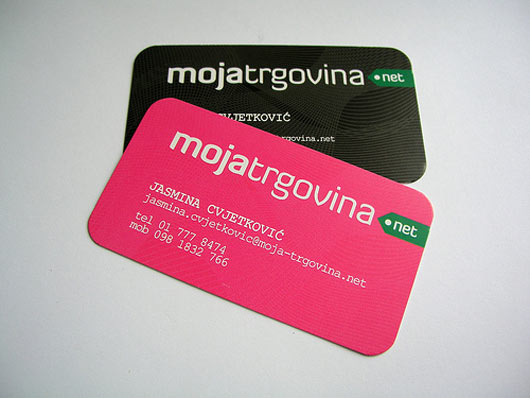 mojatrgovina.net
CVJETKOVIĆ
-trgovina.net
mojatrgovina.net
JASMINA CVJETKOVIĆ
jasmina.cvjetkovic@moja-trgovina.net
tel 01 777 8474
mob 098 1832 766